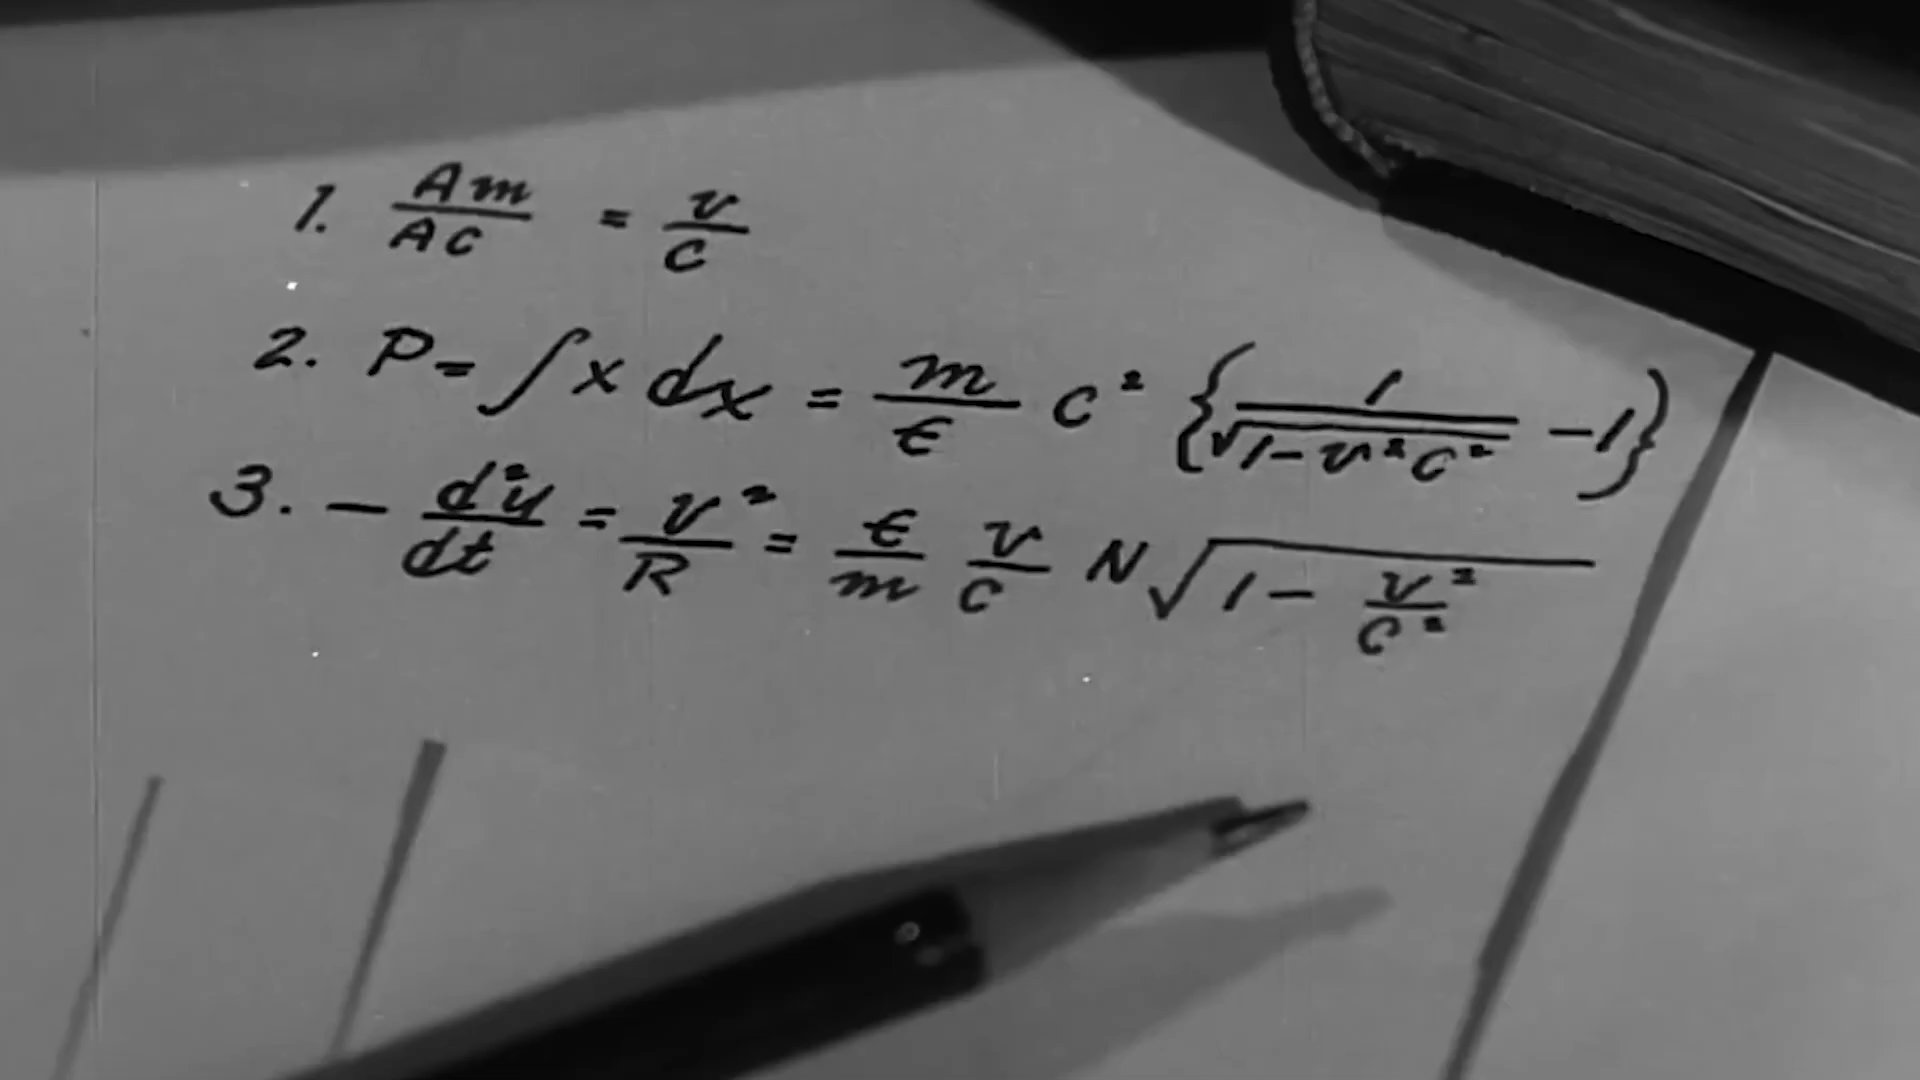 1. Am/Ac = v/c
2. P = ∫ x dx = m/ε c² {1/√(1-v²c²) -1}
3. - d²y/dt = v²/R = ε/m v/c N √(1 - v²/c²)